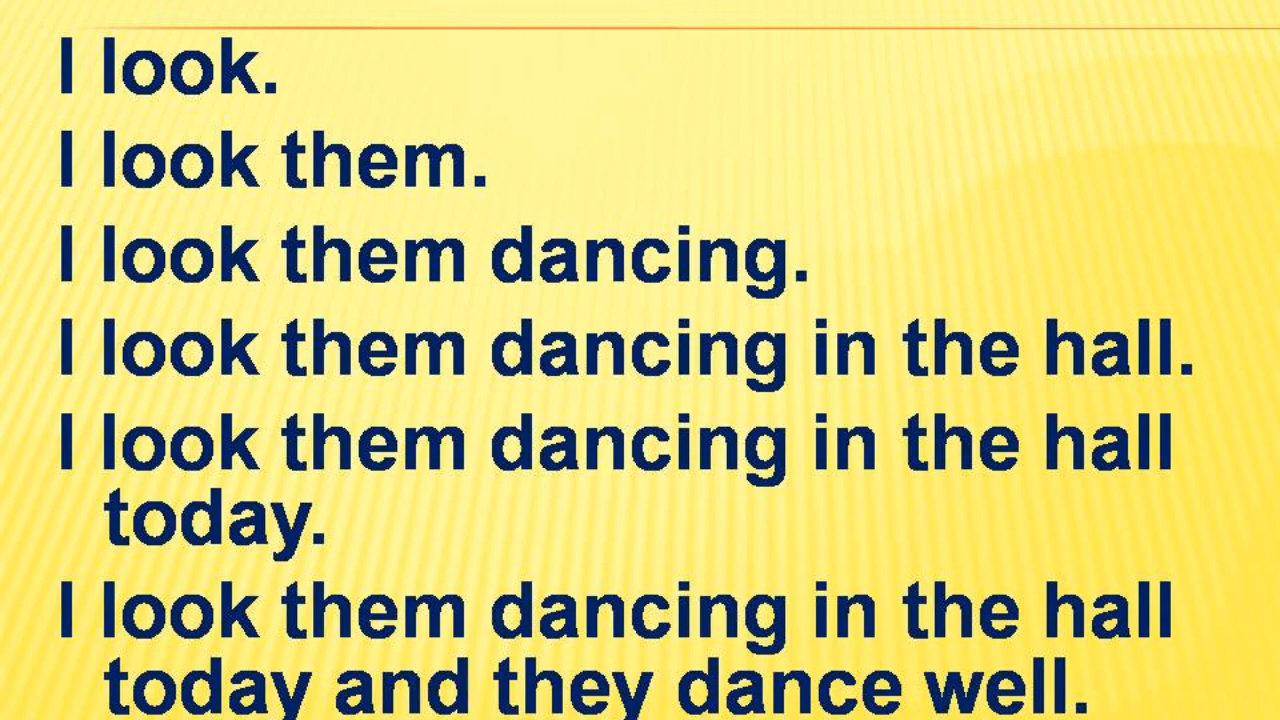 I look.
I look them.
I look them dancing.
I look them dancing in the hall.
I look them dancing in the hall
today.
I look them dancing in the hall
today and they dance well.